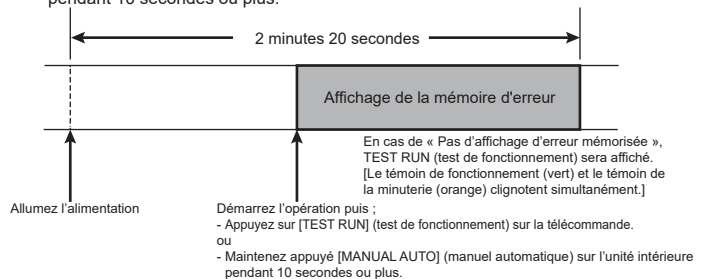 pendant 10 secondes ou plus.
2 minutes 20 secondes
Affichage de la mémoire d'erreur
En cas de « Pas d'affichage d'erreur mémorisée »,
TEST RUN (test de fonctionnement) sera affiché.
[Le témoin de fonctionnement (vert) et le témoin de
la minuterie (orange) clignotent simultanément.]
Allumez l'alimentation
Démarrez l'opération puis ;
- Appuyez sur [TEST RUN] (test de fonctionnement) sur la télécommande.
ou
- Maintenez appuyé [MANUAL AUTO] (manuel automatique) sur l'unité intérieure
pendant 10 secondes ou plus.